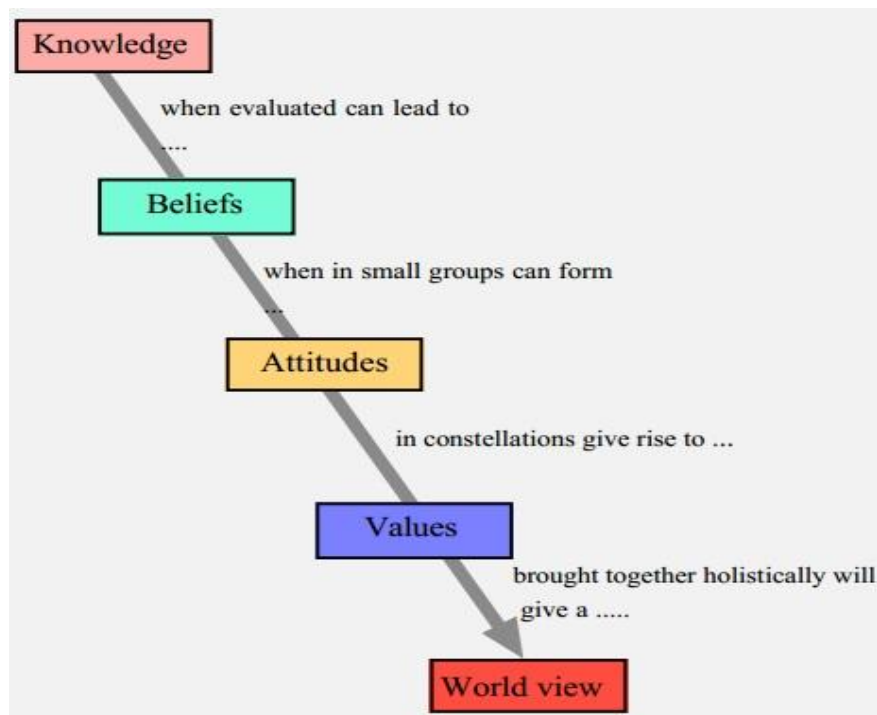 Knowledge
when evaluated can lead to
....
Beliefs
when in small groups can form
...
Attitudes
in constellations give rise to ...
Values
brought together holistically will
give a .....
World view